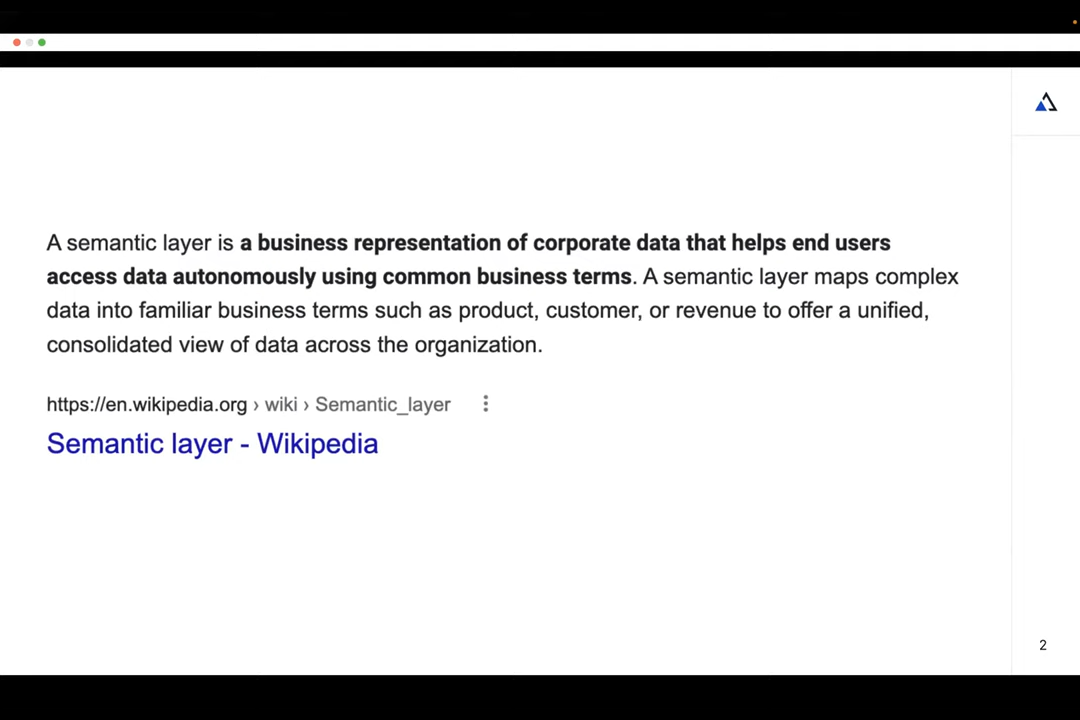 A semantic layer is a business representation of corporate data that helps end users
access data autonomously using common business terms. A semantic layer maps complex
data into familiar business terms such as product, customer, or revenue to offer a unified,
consolidated view of data across the organization.
https://en.wikipedia.org › wiki › Semantic_layer
Semantic layer - Wikipedia
2